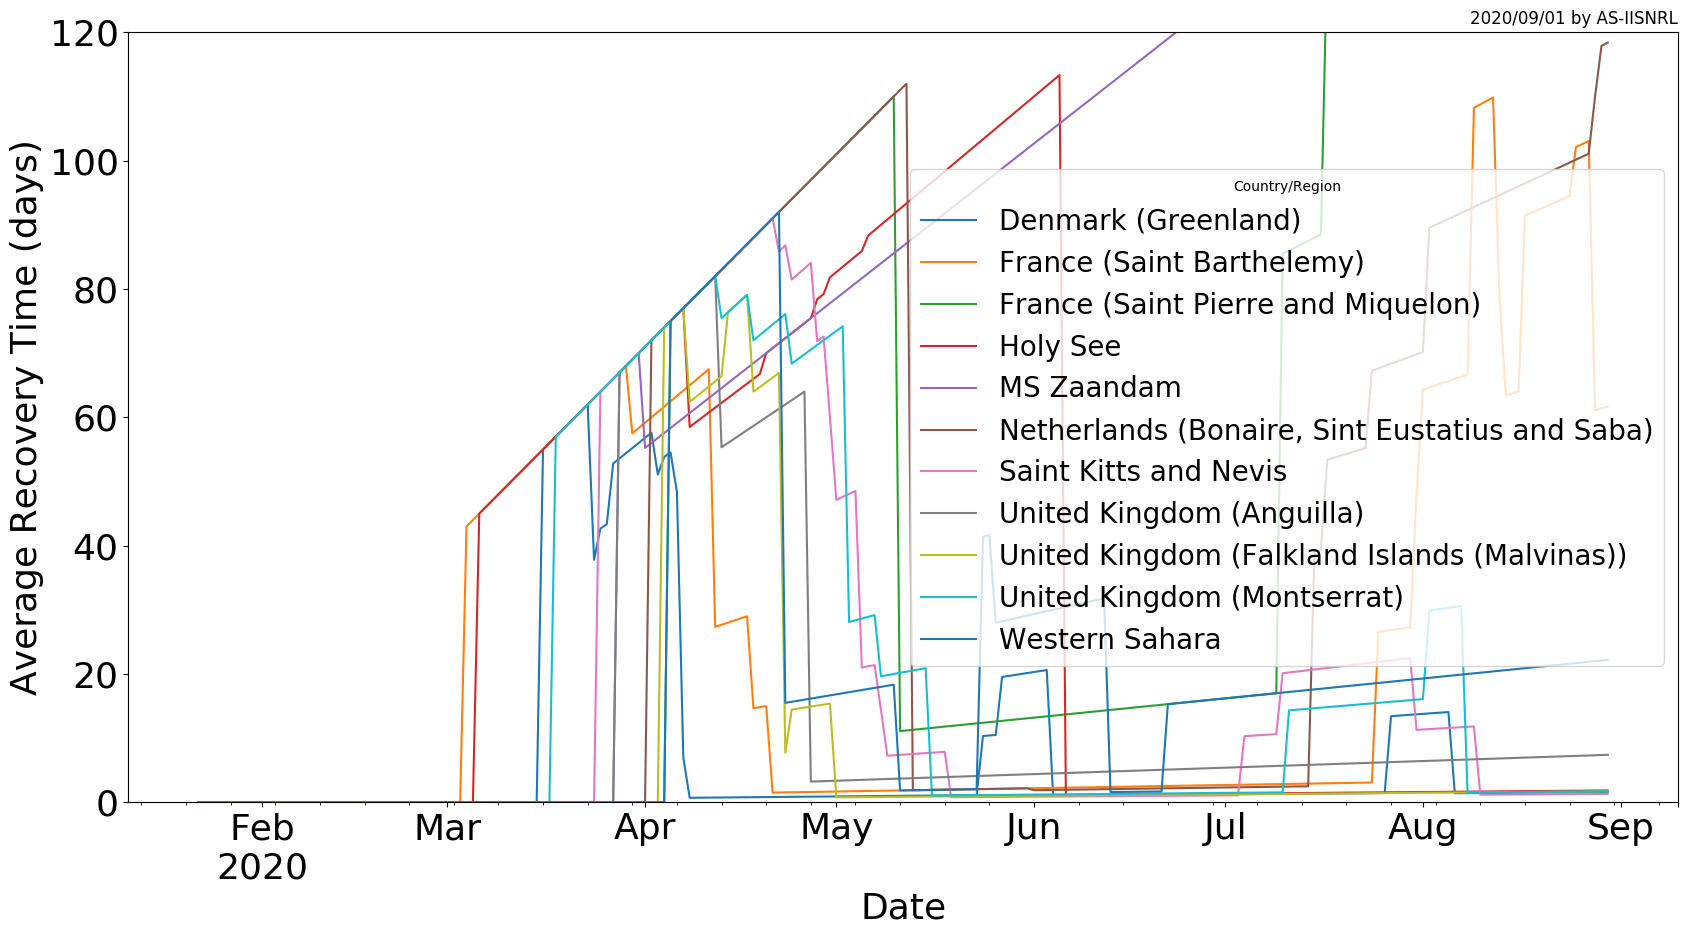 2020/09/01 by AS-IISNRL
120
100
80
60
40
20
0
Average Recovery Time (days)
Country/Region
Denmark (Greenland)
France (Saint Barthelemy)
France (Saint Pierre and Miquelon)
Holy See
MS Zaandam
Netherlands (Bonaire, Sint Eustatius and Saba)
Saint Kitts and Nevis
United Kingdom (Anguilla)
United Kingdom (Falkland Islands (Malvinas))
United Kingdom (Montserrat)
Western Sahara
Feb Mar Apr May Jun Jul Aug Sep
2020
Date